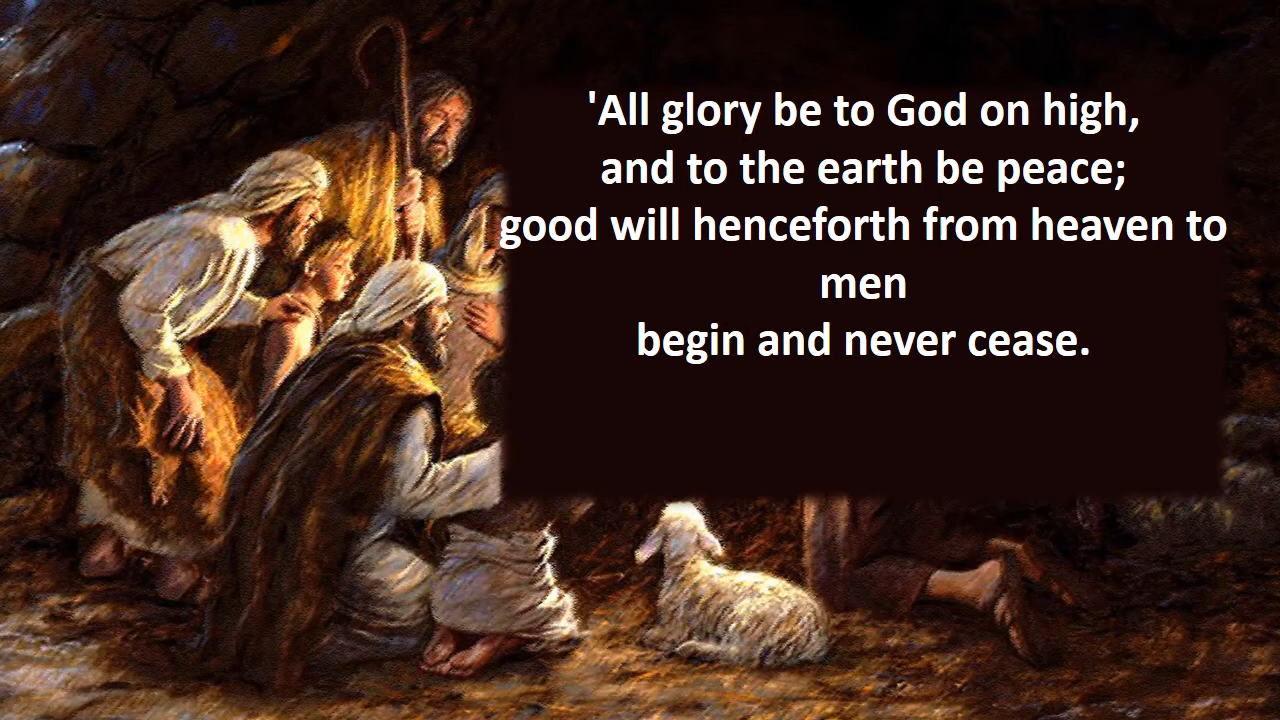 'All glory be to God on high,
and to the earth be peace;
good will henceforth from heaven to
men
begin and never cease.